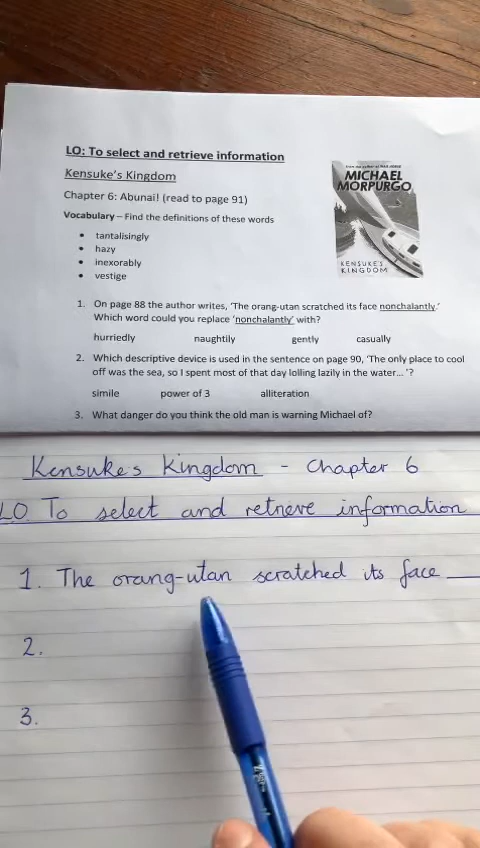 LO: To select and retrieve information
Kensuke's Kingdom
Chapter 6: Abunai! (read to page 91)
Vocabulary – Find the definitions of these words
• tantalisingly
• hazy
• inexorably
• vestige
MICHAEL
MORPURGO
KENSUKE'S
KINGDOM
1. On page 88 the author writes, 'The orang-utan scratched its face nonchalantly.'
Which word could you replace 'nonchalantly' with?
hurriedly naughtily gently casually
2. Which descriptive device is used in the sentence on page 90, 'The only place to cool
off was the sea, so I spent most of that day lolling lazily in the water... '?
simile power of 3 alliteration
3. What danger do you think the old man is warning Michael of?
Kensuke's Kingdom - Chapter 6
LO. To select and retrieve information
1. The orang-utan scratched its face ___
2.
3.